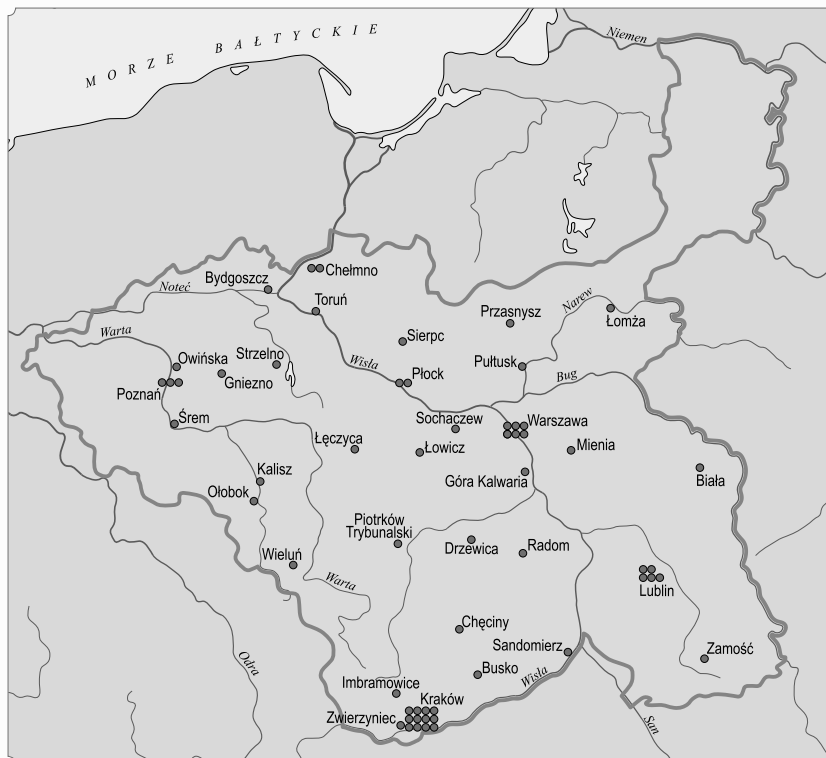 MORZE BAŁTYCKIE
Niemen
Chełmno
Bydgoszcz
Noteć
Toruń
Przasnysz
Narew
Łomża
Warta
Sierpc
Owińska
Strzelno
Wisła
Gniezno
Pułtusk
Poznań
Płock
Bug
Śrem
Sochaczew
Warszawa
Łęczyca
Łowicz
Mienia
Kalisz
Góra Kalwaria
Biała
Ołobok
Piotrków
Trybunalski
Drzewica
Radom
Wieluń
Warta
Lublin
Chęciny
Sandomierz
Zamość
Odra
Busko
Wisła
Imbramowice
Kraków
Zwierzyniec
San